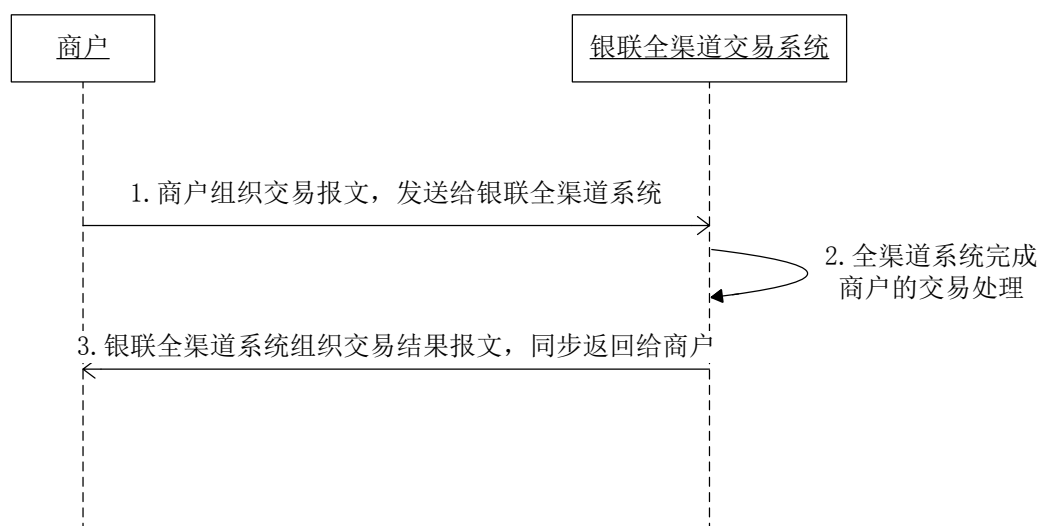 商户
银联全渠道交易系统
1.商户组织交易报文，发送给银联全渠道系统
2.全渠道系统完成
商户的交易处理
3.银联全渠道系统组织交易结果报文，同步返回给商户